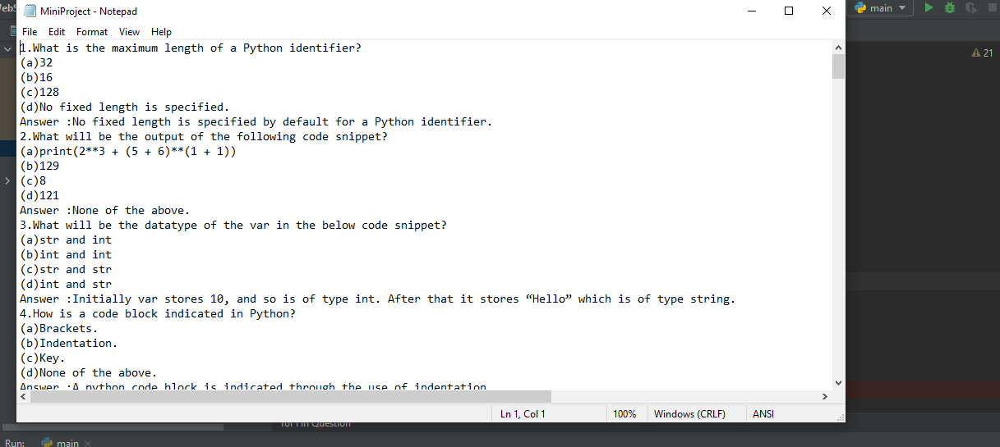 /ebS
MiniProject - Notepad
main
File Edit Format View Help
21
1.What is the maximum length of a Python identifier?
(a)32
(b)16
(c)128
(d)No fixed length is specified.
Answer :No fixed length is specified by default for a Python identifier.
2.What will be the output of the following code snippet?
(a)print(2**3 + (5 + 6)**(1 + 1))
(b)129
(c)8
(d)121
Answer :None of the above.
3.What will be the datatype of the var in the below code snippet?
(a)str and int
(b)int and int
(c)str and str
(d)int and str
Answer :Initially var stores 10, and so is of type int. After that it stores “Hello” which is of type string.
4.How is a code block indicated in Python?
(a)Brackets.
(b)Indentation.
(c)Key.
(d)None of the above.
Answer :A python code block is indicated through the use of indentation
Ln 1, Col 1 100% Windows (CRLF) ANSI
for i in Question
Run: main